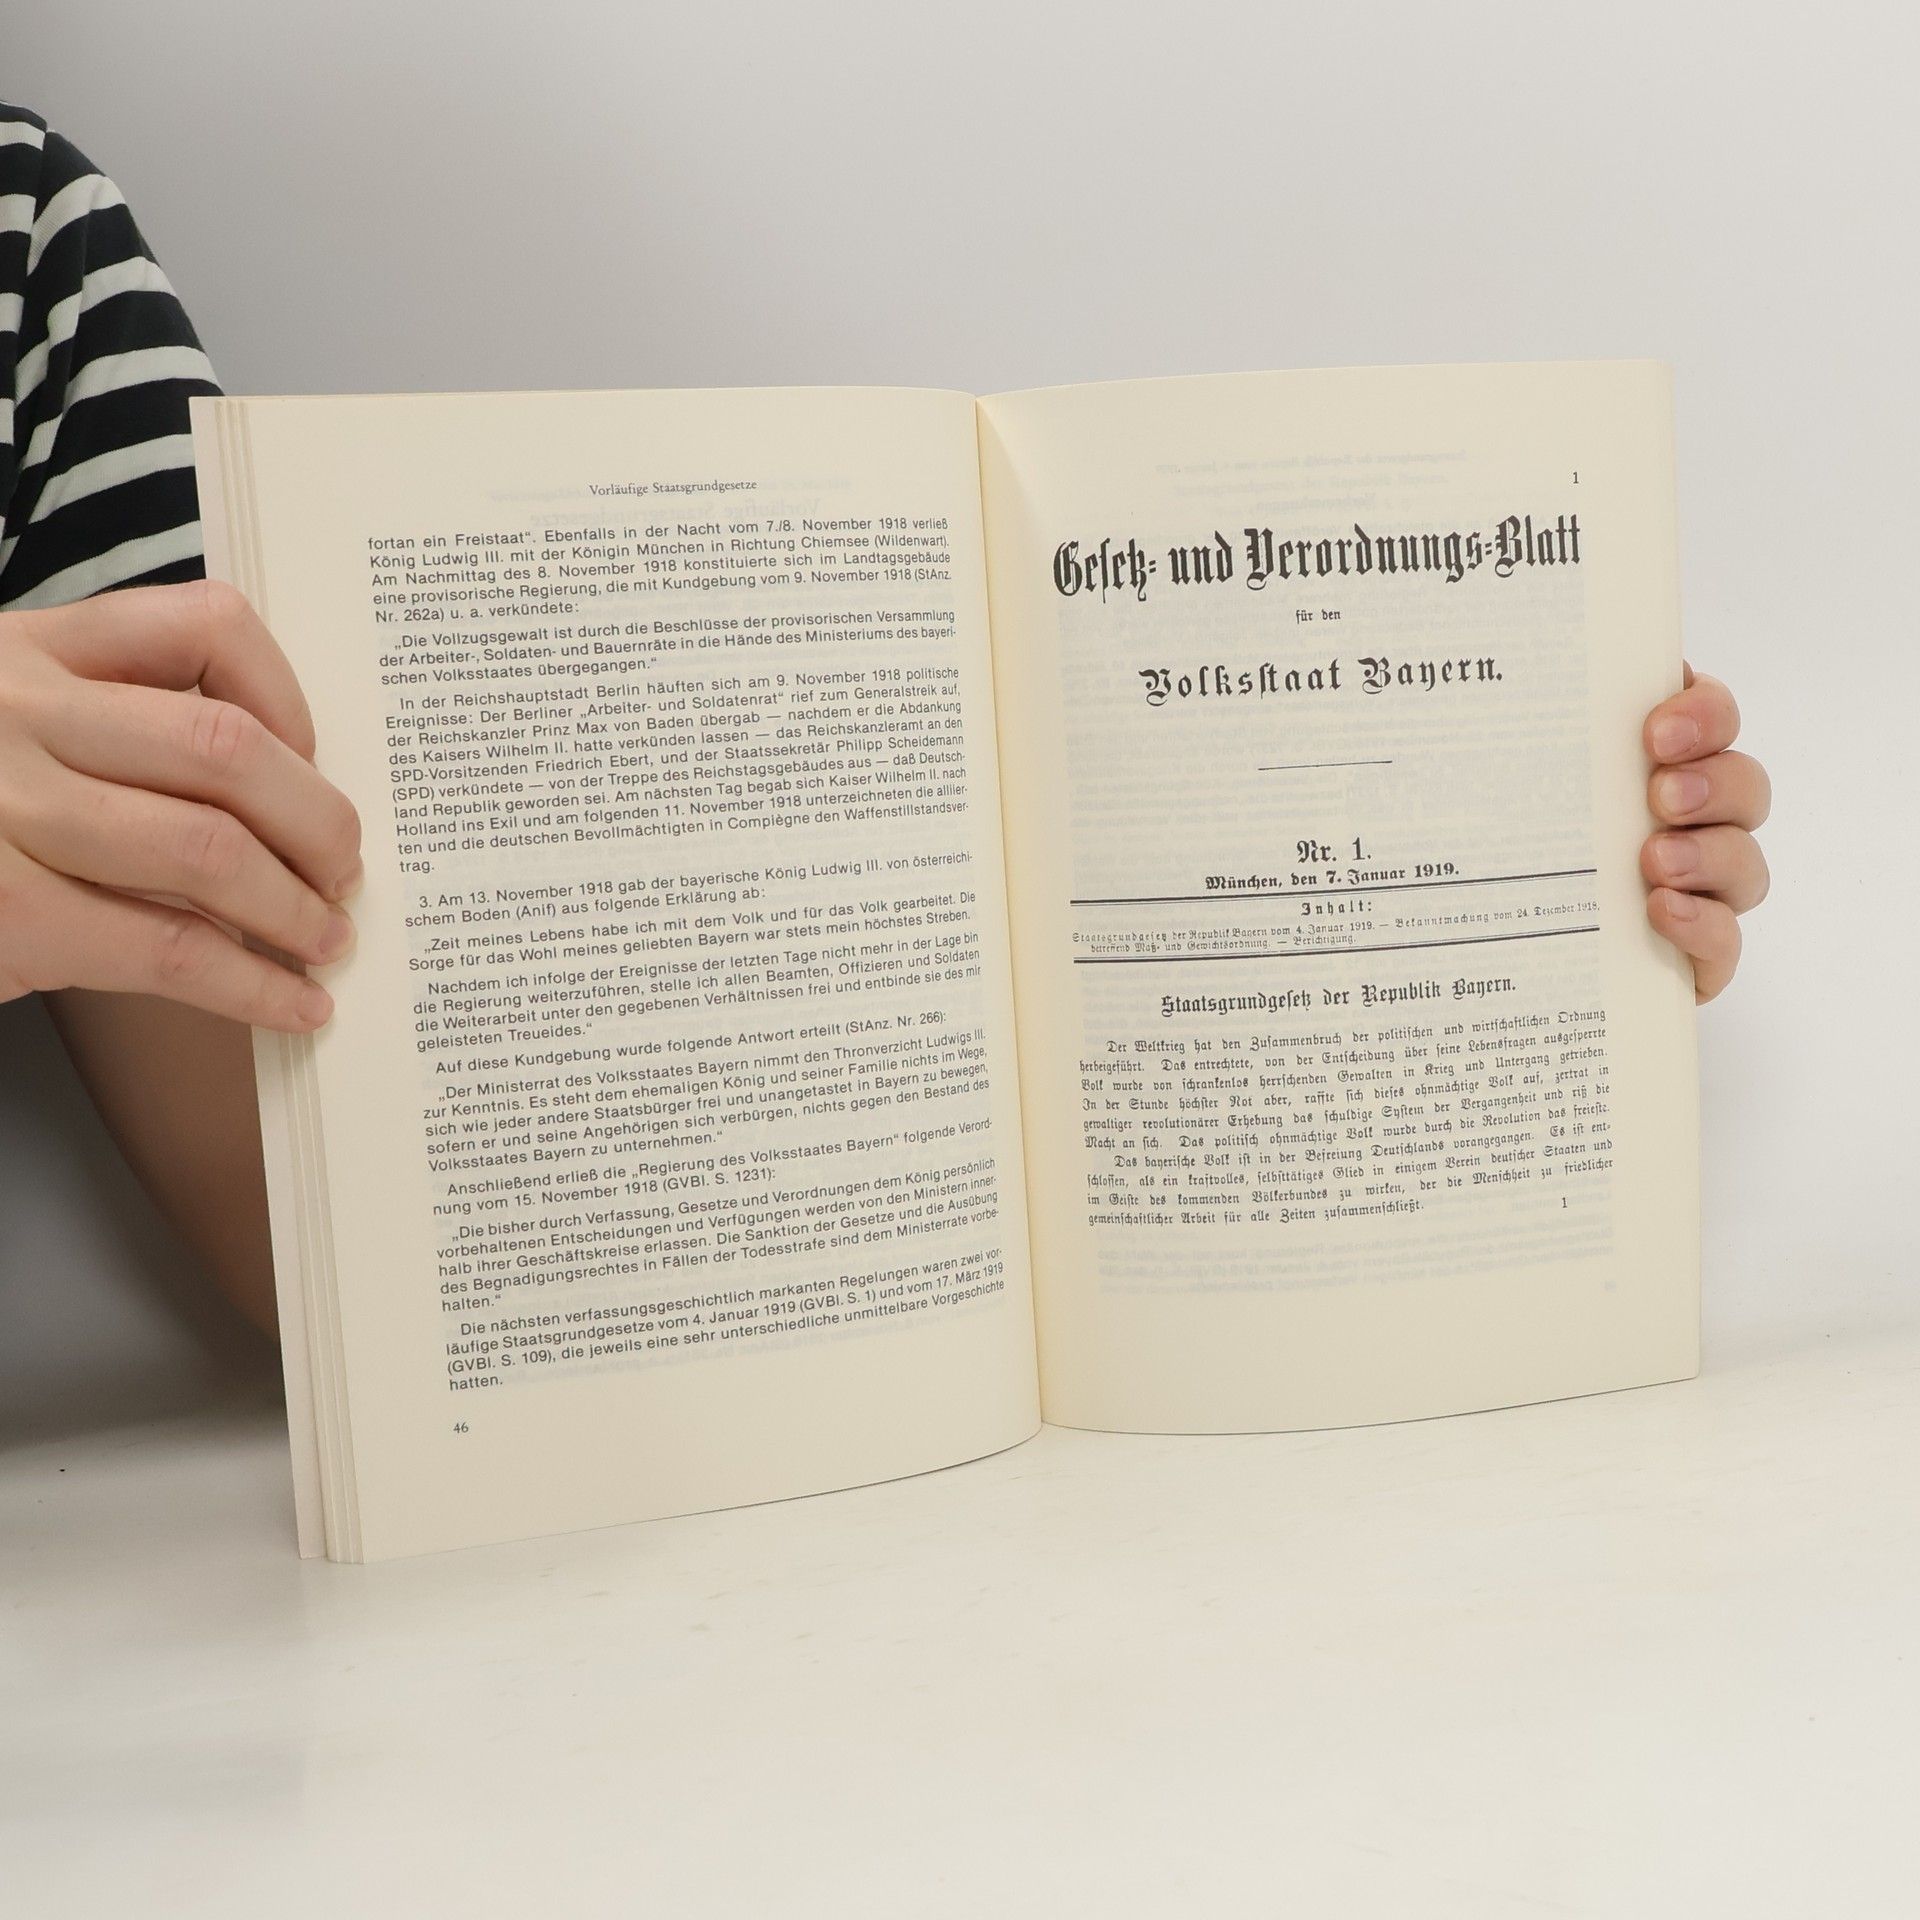 Vorläufige Staatsgrundgesetze
fortan ein Freistaat“. Ebenfalls in der Nacht vom 7./8. November 1918 verließ
König Ludwig III. mit der Königin München in Richtung Chiemsee (Wildenwart).
Am Nachmittag des 8. November 1918 konstituierte sich im Landtagsgebäude
eine provisorische Regierung, die mit Kundgebung vom 9. November 1918 (StAnz.
Nr. 262a) u. a. verkündete:
„Die Vollzugsgewalt ist durch die Beschlüsse der provisorischen Versammlung
der Arbeiter-, Soldaten- und Bauernräte in die Hände des Ministeriums des bayeri-
schen Volksstaates übergegangen.“
In der Reichshauptstadt Berlin häuften sich am 9. November 1918 politische
Ereignisse: Der Berliner „Arbeiter- und Soldatenrat“ rief zum Generalstreik auf,
der Reichskanzler Prinz Max von Baden übergab — nachdem er die Abdankung
des Kaisers Wilhelm II. hatte verkünden lassen — das Reichskanzleramt an den
SPD-Vorsitzenden Friedrich Ebert, und der Staatssekretär Philipp Scheidemann
(SPD) verkündete — von der Treppe des Reichstagsgebäudes aus — daß Deutsch-
land Republik geworden sei. Am nächsten Tag begab sich Kaiser Wilhelm II. nach
Holland ins Exil und am folgenden 11. November 1918 unterzeichneten die alliier-
ten und die deutschen Bevollmächtigten in Compiègne den Waffenstillstandsver-
trag.
3. Am 13. November 1918 gab der bayerische König Ludwig III. von österreichi-
schem Boden (Anif) aus folgende Erklärung ab:
„Zeit meines Lebens habe ich mit dem Volk und für das Volk gearbeitet. Die
Sorge für das Wohl meines geliebten Bayern war stets mein höchstes Streben.
Nachdem ich infolge der Ereignisse der letzten Tage nicht mehr in der Lage bin
die Regierung weiterzuführen, stelle ich allen Beamten, Offizieren und Soldaten
die Weiterarbeit unter den gegebenen Verhältnissen frei und entbinde sie des mir
geleisteten Treueides.“
Auf diese Kundgebung wurde folgende Antwort erteilt (StAnz. Nr. 266):
„Der Ministerrat des Volksstaates Bayern nimmt den Thronverzicht Ludwigs III.
zur Kenntnis. Es steht dem ehemaligen König und seiner Familie nichts im Wege,
sich wie jeder andere Staatsbürger frei und unangetastet in Bayern zu bewegen,
sofern er und seine Angehörigen sich verbürgen, nichts gegen den Bestand des
Volksstaates Bayern zu unternehmen.“
Anschließend erließ die „Regierung des Volksstaates Bayern“ folgende Verord-
nung vom 15. November 1918 (GVBl. S. 1231):
„Die bisher durch Verfassung, Gesetze und Verordnungen dem König persönlich
vorbehaltenen Entscheidungen und Verfügungen werden von den Ministern inner-
halb ihrer Geschäftskreise erlassen. Die Sanktion der Gesetze und die Ausübung
des Begnadigungsrechtes in Fällen der Todesstrafe sind dem Ministerrate vorbe-
halten.“
Die nächsten verfassungsgeschichtlich markanten Regelungen waren zwei vor-
läufige Staatsgrundgesetze vom 4. Januar 1919 (GVBl. S. 1) und vom 17. März 1919
(GVBl. S. 109), die jeweils eine sehr unterschiedliche unmittelbare Vorgeschichte
hatten.
46
1
Geſetz- und Verordnungs-Blatt
für den
Volksſtaat Bayern.
Nr. 1.
München, den 7. Januar 1919.
Inhalt:
Staatsgrundgeſetz der Republik Bayern vom 4. Januar 1919. — Bekanntmachung vom 24. Dezember 1918,
betreffend Maß- und Gewichtsordnung. — Berichtigung.
Staatsgrundgeſetz der Republik Bayern.
Der Weltkrieg hat den Zuſammenbruch der politiſchen und wirtſchaftlichen Ordnung
herbeigeführt. Das entrechtete, von der Entſcheidung über ſeine Lebensfragen ausgeſperrte
Volk wurde von ſchrankenlos herrſchenden Gewalten in Krieg und Untergang getrieben.
In der Stunde höchſter Not aber, raffte ſich dieſes ohnmächtige Volk auf, zertrat in
gewaltiger revolutionärer Erhebung das ſchuldige Syſtem der Vergangenheit und riß die
Macht an ſich. Das politiſch ohnmächtige Volk wurde durch die Revolution das freieſte.
Das bayeriſche Volk iſt in der Befreiung Deutſchlands vorangegangen. Es iſt ent-
ſchloſſen, als ein kraftvolles, ſelbſttätiges Glied in einigem Verein deutſcher Staaten und
im Geiſte des kommenden Völkerbundes zu wirken, der die Menſchheit zu friedlicher
gemeinſchaftlicher Arbeit für alle Zeiten zuſammenſchließt.
1